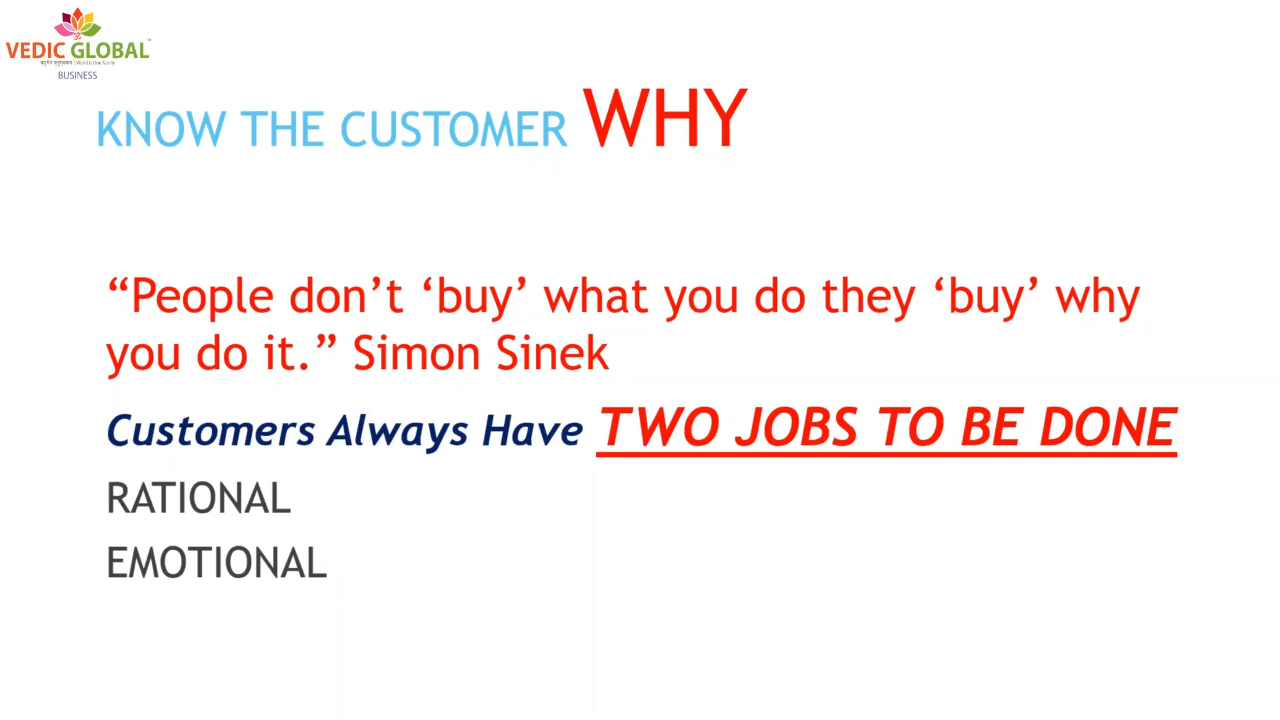 VEDIC GLOBAL
BUSINESS
KNOW THE CUSTOMER WHY
“People don’t ‘buy’ what you do they ‘buy’ why
you do it.” Simon Sinek
Customers Always Have TWO JOBS TO BE DONE
RATIONAL
EMOTIONAL